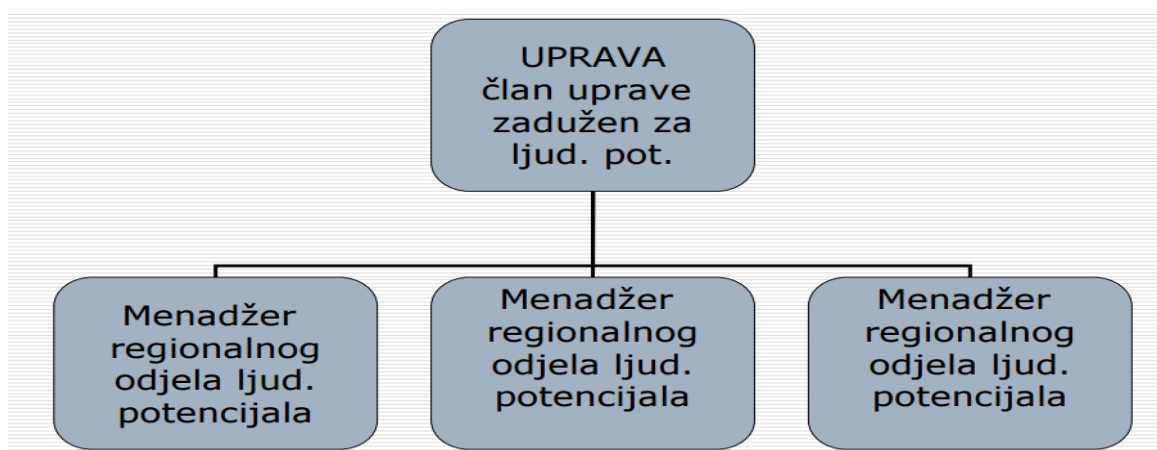 UPRAVA
član uprave
zadužen za
ljud. pot.
Menadžer
regionalnog
odjela ljud.
potencijala
Menadžer
regionalnog
odjela ljud.
potencijala
Menadžer
regionalnog
odjela ljud.
potencijala